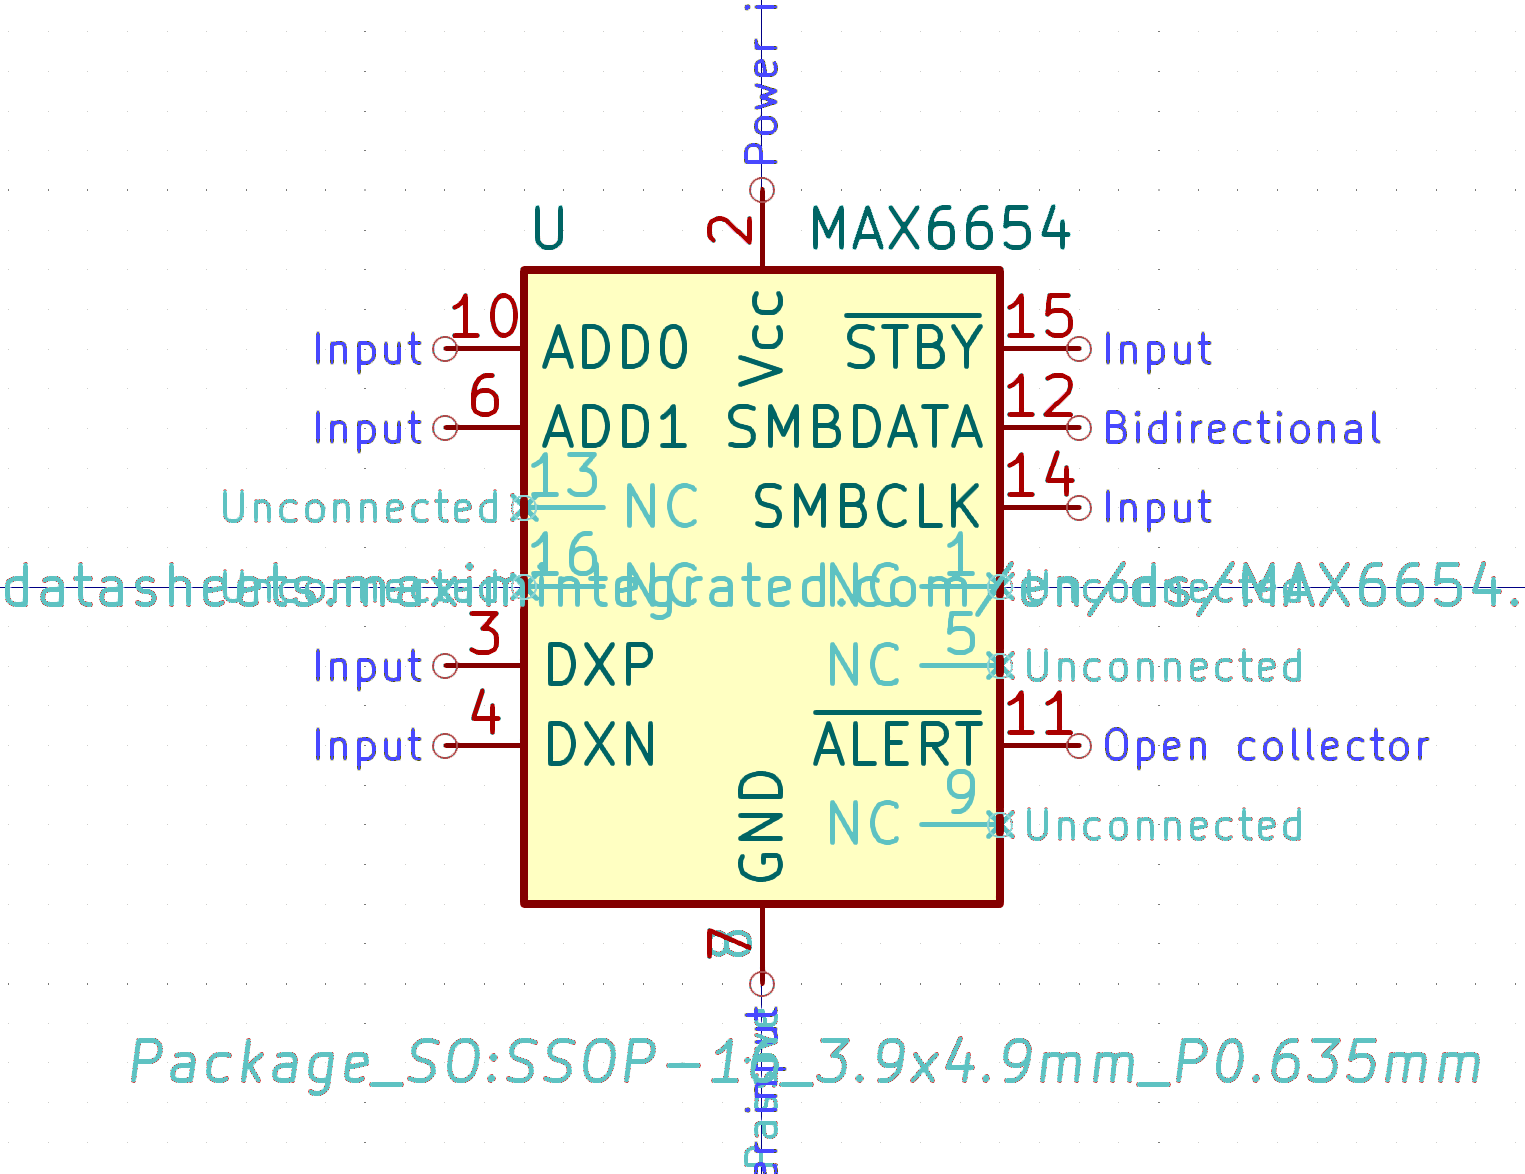 Power i
2
U
MAX6654
Vcc
10
ADD0
Input
STBY
15
Input
6
ADD1
Input
SMBDATA
12
Bidirectional
13
NC
Unconnected
SMBCLK
14
Input
16
NC
Unconnected
NC
1
Unconnected
datasheets.maximintegrated.com/en/ds/MAX6654.
3
DXP
Input
NC
5
Unconnected
4
DXN
Input
ALERT
11
Open collector
NC
9
Unconnected
GND
7
8
Package_SO:SSOP-16_3.9x4.9mm_P0.635mm